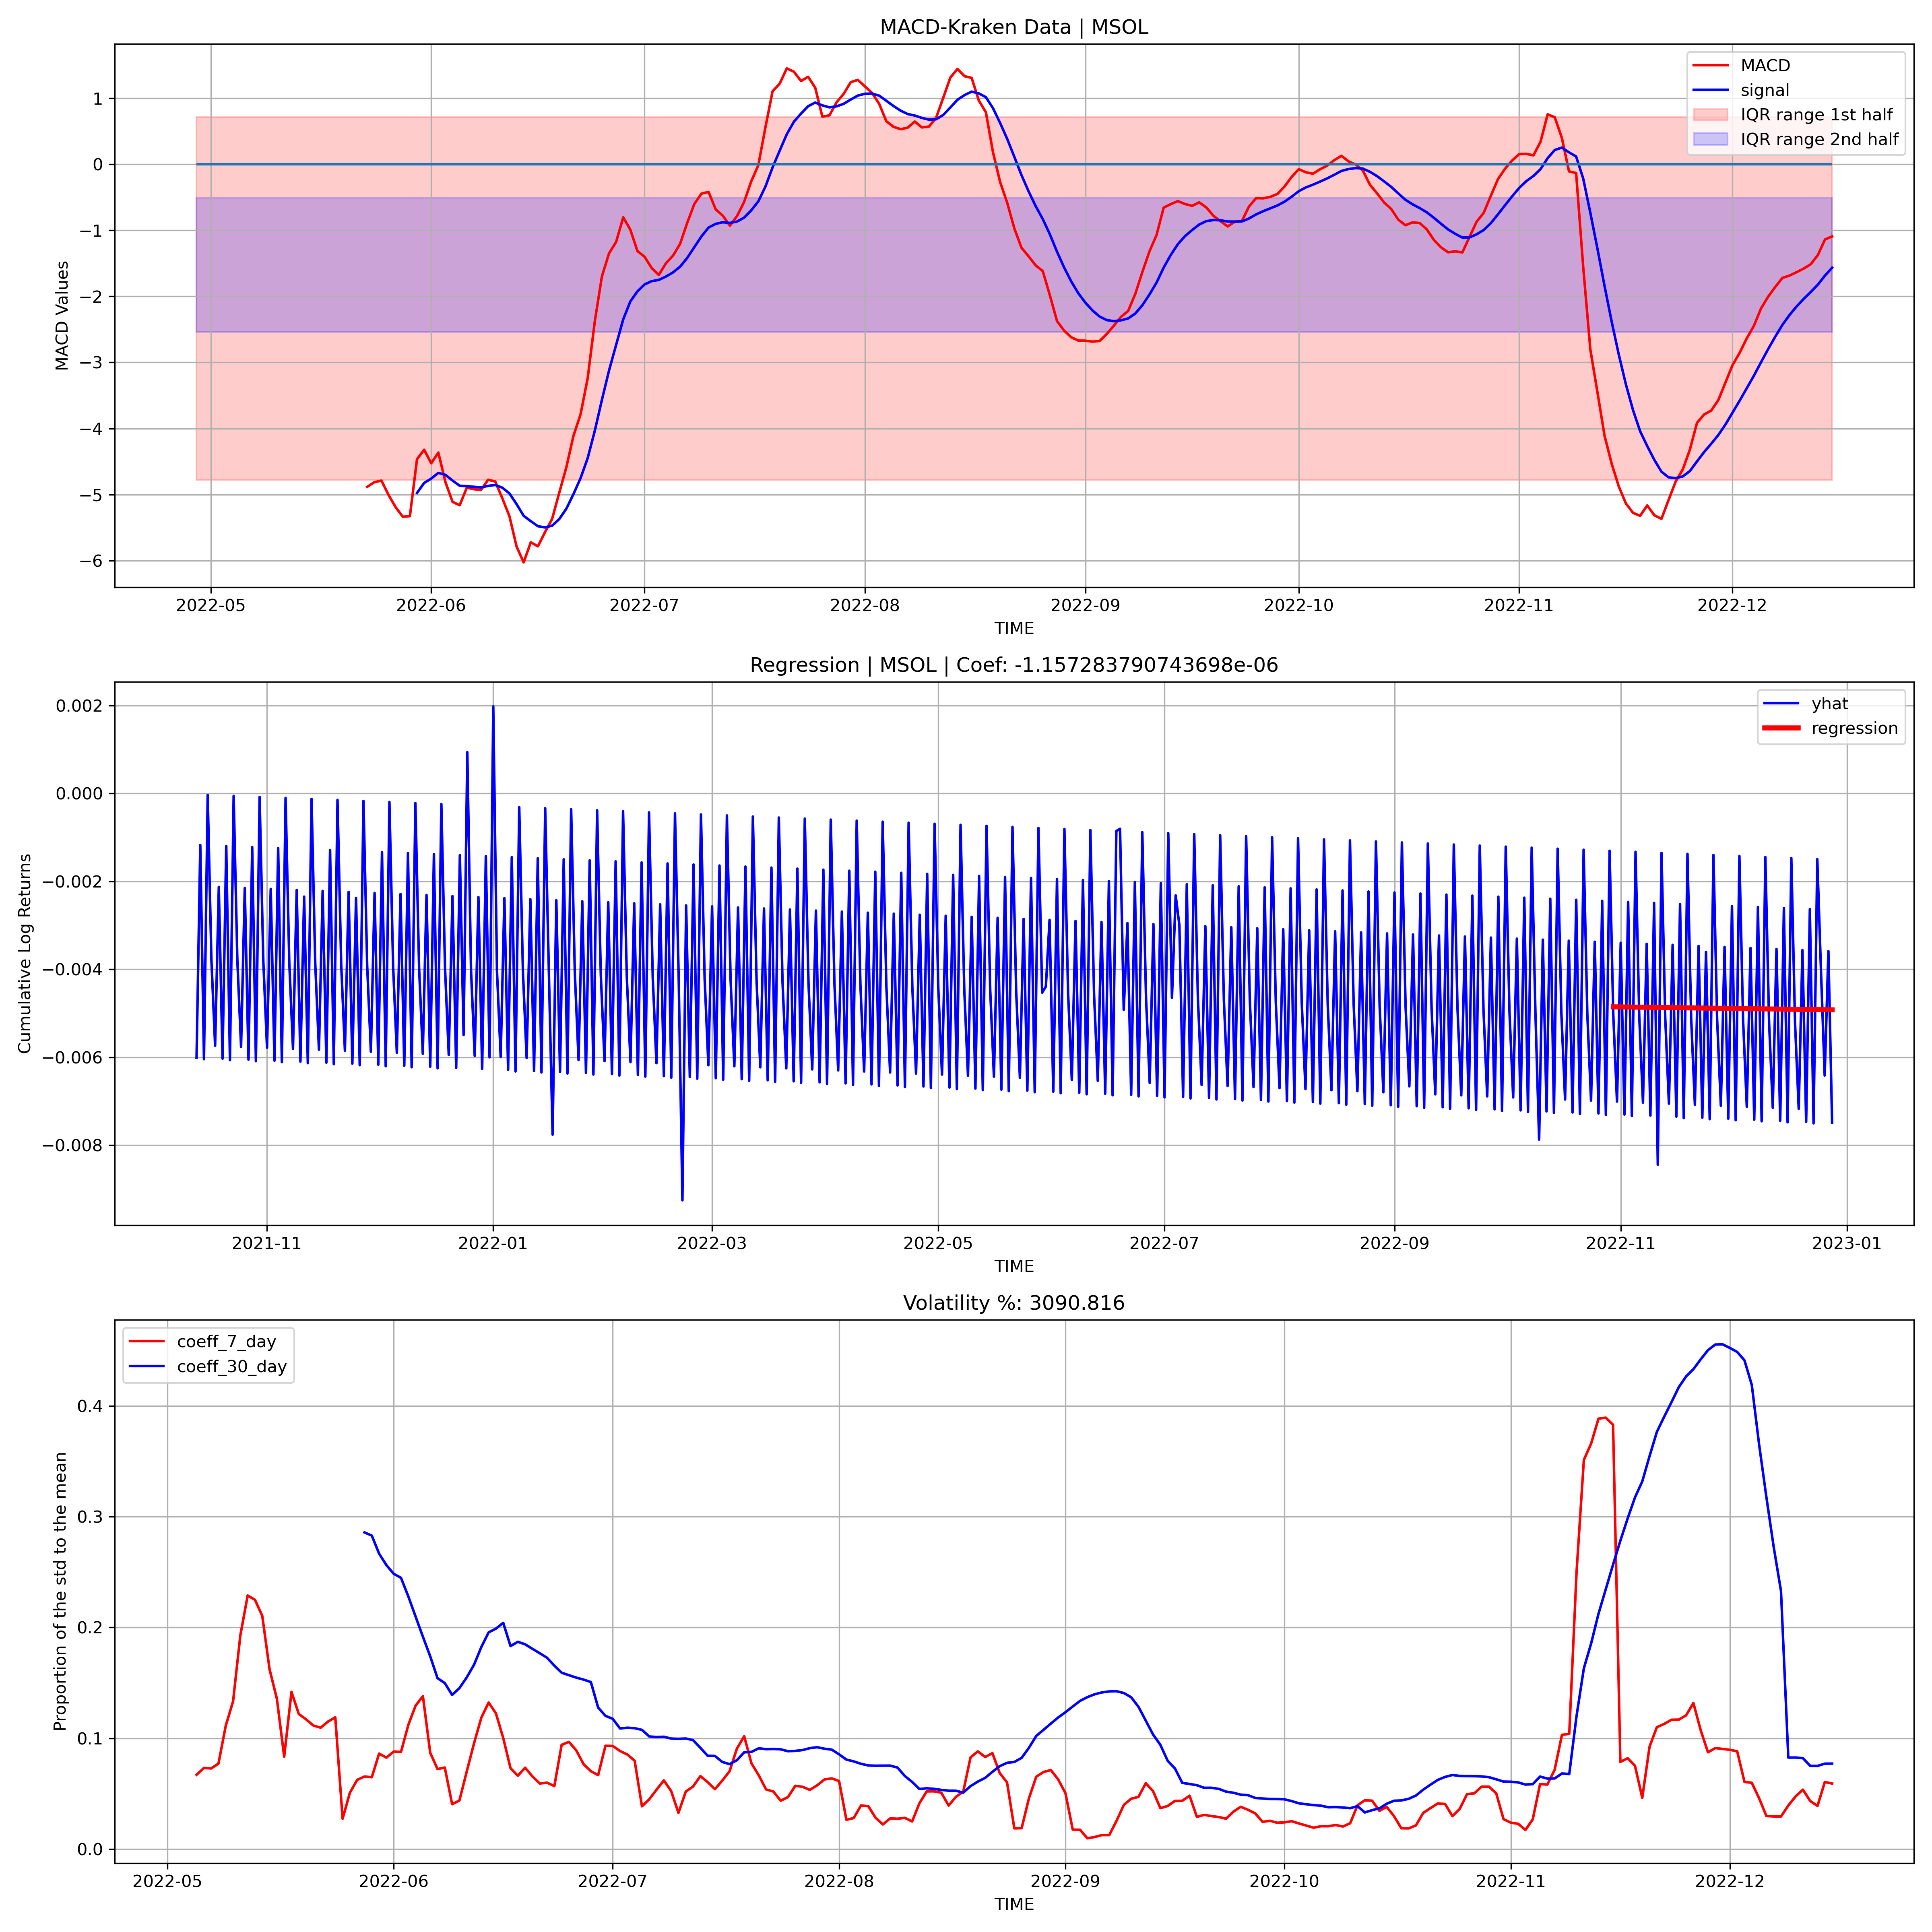 MACD-Kraken Data | MSOL
MACD Values
1
0
−1
−2
−3
−4
−5
−6
MACD
signal
IQR range 1st half
IQR range 2nd half
2022-05 2022-06 2022-07 2022-08 2022-09 2022-10 2022-11 2022-12
TIME
Regression | MSOL | Coef: -1.157283790743698e-06
Cumulative Log Returns
0.002
0.000
−0.002
−0.004
−0.006
−0.008
yhat
regression
2021-11 2022-01 2022-03 2022-05 2022-07 2022-09 2022-11 2023-01
TIME
Volatility %: 3090.816
Proportion of the std to the mean
coeff_7_day
coeff_30_day
0.4
0.3
0.2
0.1
0.0
2022-05 2022-06 2022-07 2022-08 2022-09 2022-10 2022-11 2022-12
TIME